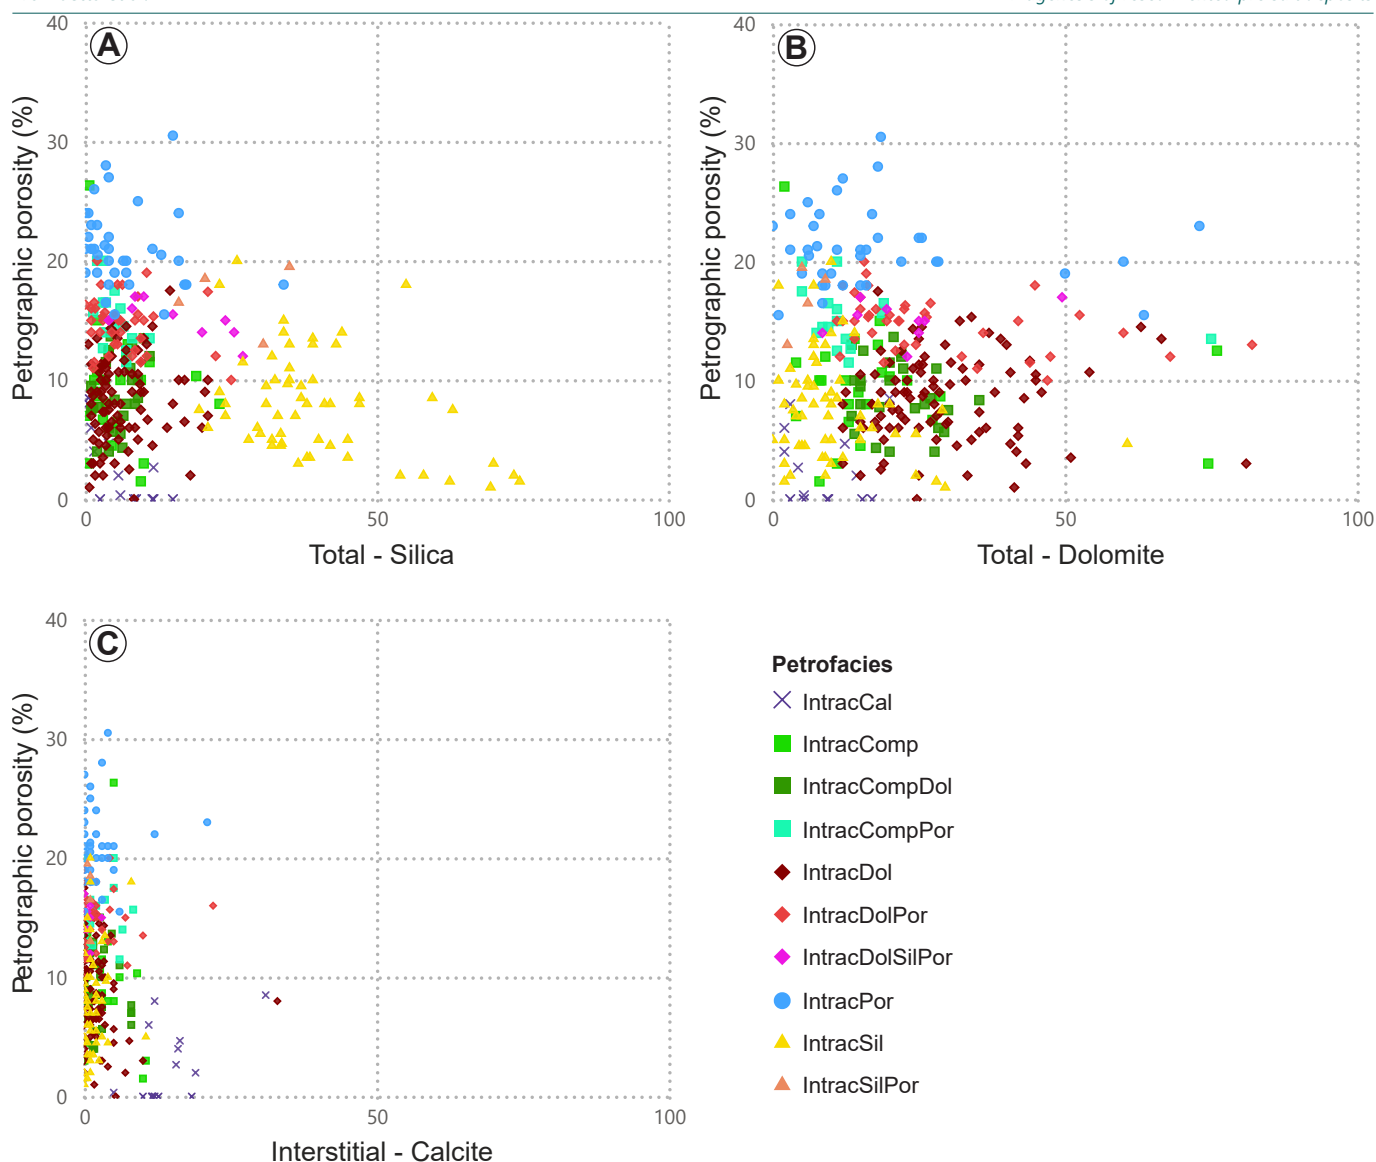 A
40
30
20
10
0
0
50
100
Petrographic porosity (%)
Total - Silica
B
40
30
20
10
0
0
50
100
Petrographic porosity (%)
Total - Dolomite
C
40
30
20
10
0
0
50
100
Petrographic porosity (%)
Interstitial - Calcite
Petrofacies
IntracCal
IntracComp
IntracCompDol
IntracCompPor
IntracDol
IntracDolPor
IntracDolSilPor
IntracPor
IntracSil
IntracSilPor